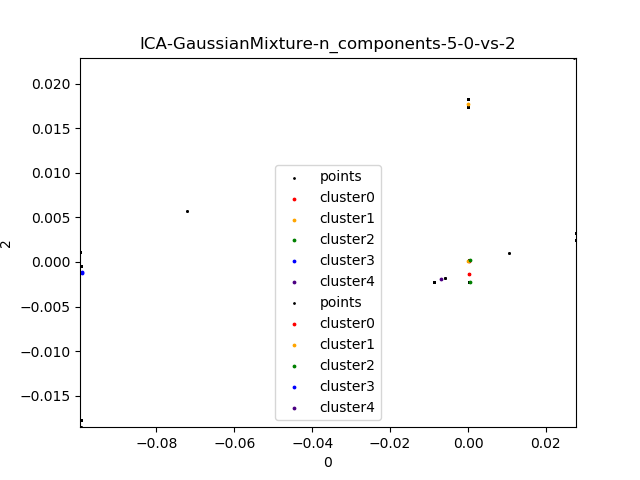 ICA-GaussianMixture-n_components-5-0-vs-2
0.020
0.015
0.010
0.005
0.000
−0.005
−0.010
−0.015
2
points
cluster0
cluster1
cluster2
cluster3
cluster4
points
cluster0
cluster1
cluster2
cluster3
cluster4
−0.08
−0.06
−0.04
−0.02
0.00
0.02
0